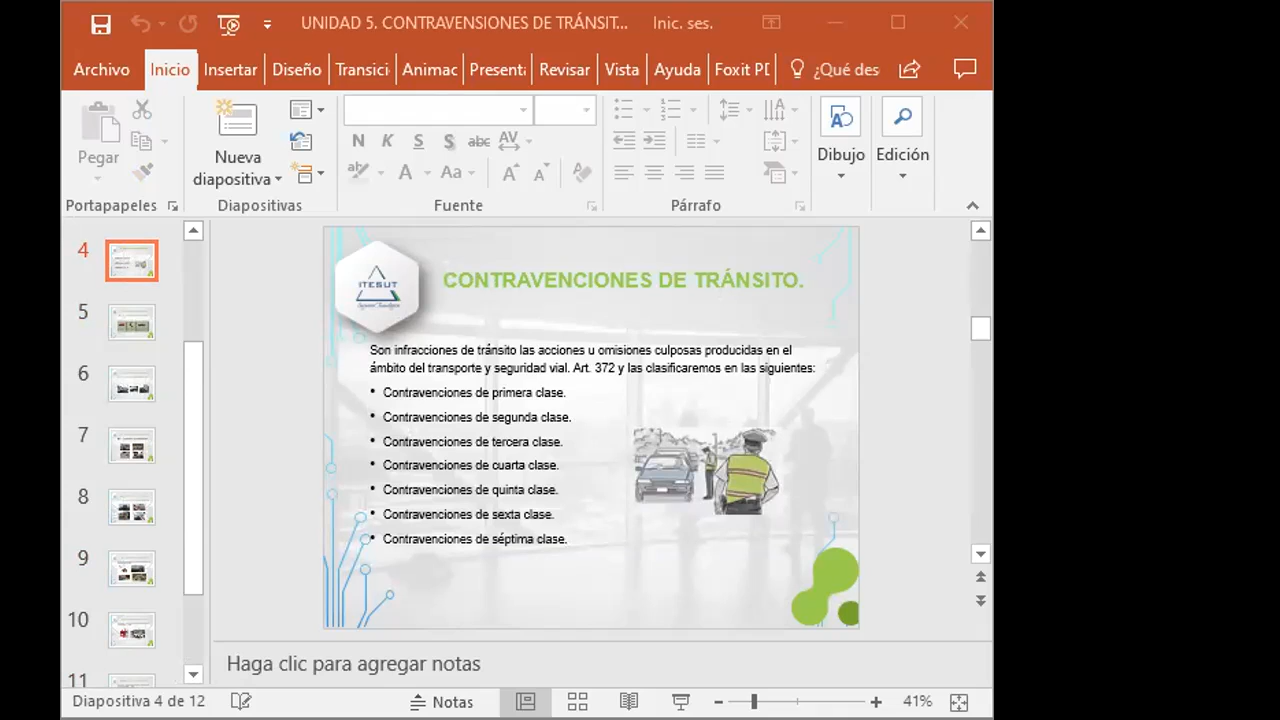 UNIDAD 5. CONTRAVENSIONES DE TRÁNSIT... Inic. ses.
Archivo Inicio Insertar Diseño Transici Animac Present Revisar Vista Ayuda Foxit PD ¿Qué des
Pegar
Nueva
diapositiva
N K S S abc AV
A Aa A A
Dibujo
Edición
Portapapeles Diapositivas Fuente Párrafo
4
5
6
7
8
9
10
11
ITESUT
CONTRAVENCIONES DE TRÁNSITO.
Son infracciones de tránsito las acciones u omisiones culposas producidas en el
ámbito del transporte y seguridad vial. Art. 372 y las clasificaremos en las siguientes:
• Contravenciones de primera clase.
• Contravenciones de segunda clase.
• Contravenciones de tercera clase.
• Contravenciones de cuarta clase.
• Contravenciones de quinta clase.
• Contravenciones de sexta clase.
• Contravenciones de séptima clase.
Haga clic para agregar notas
Diapositiva 4 de 12 Notas 41%